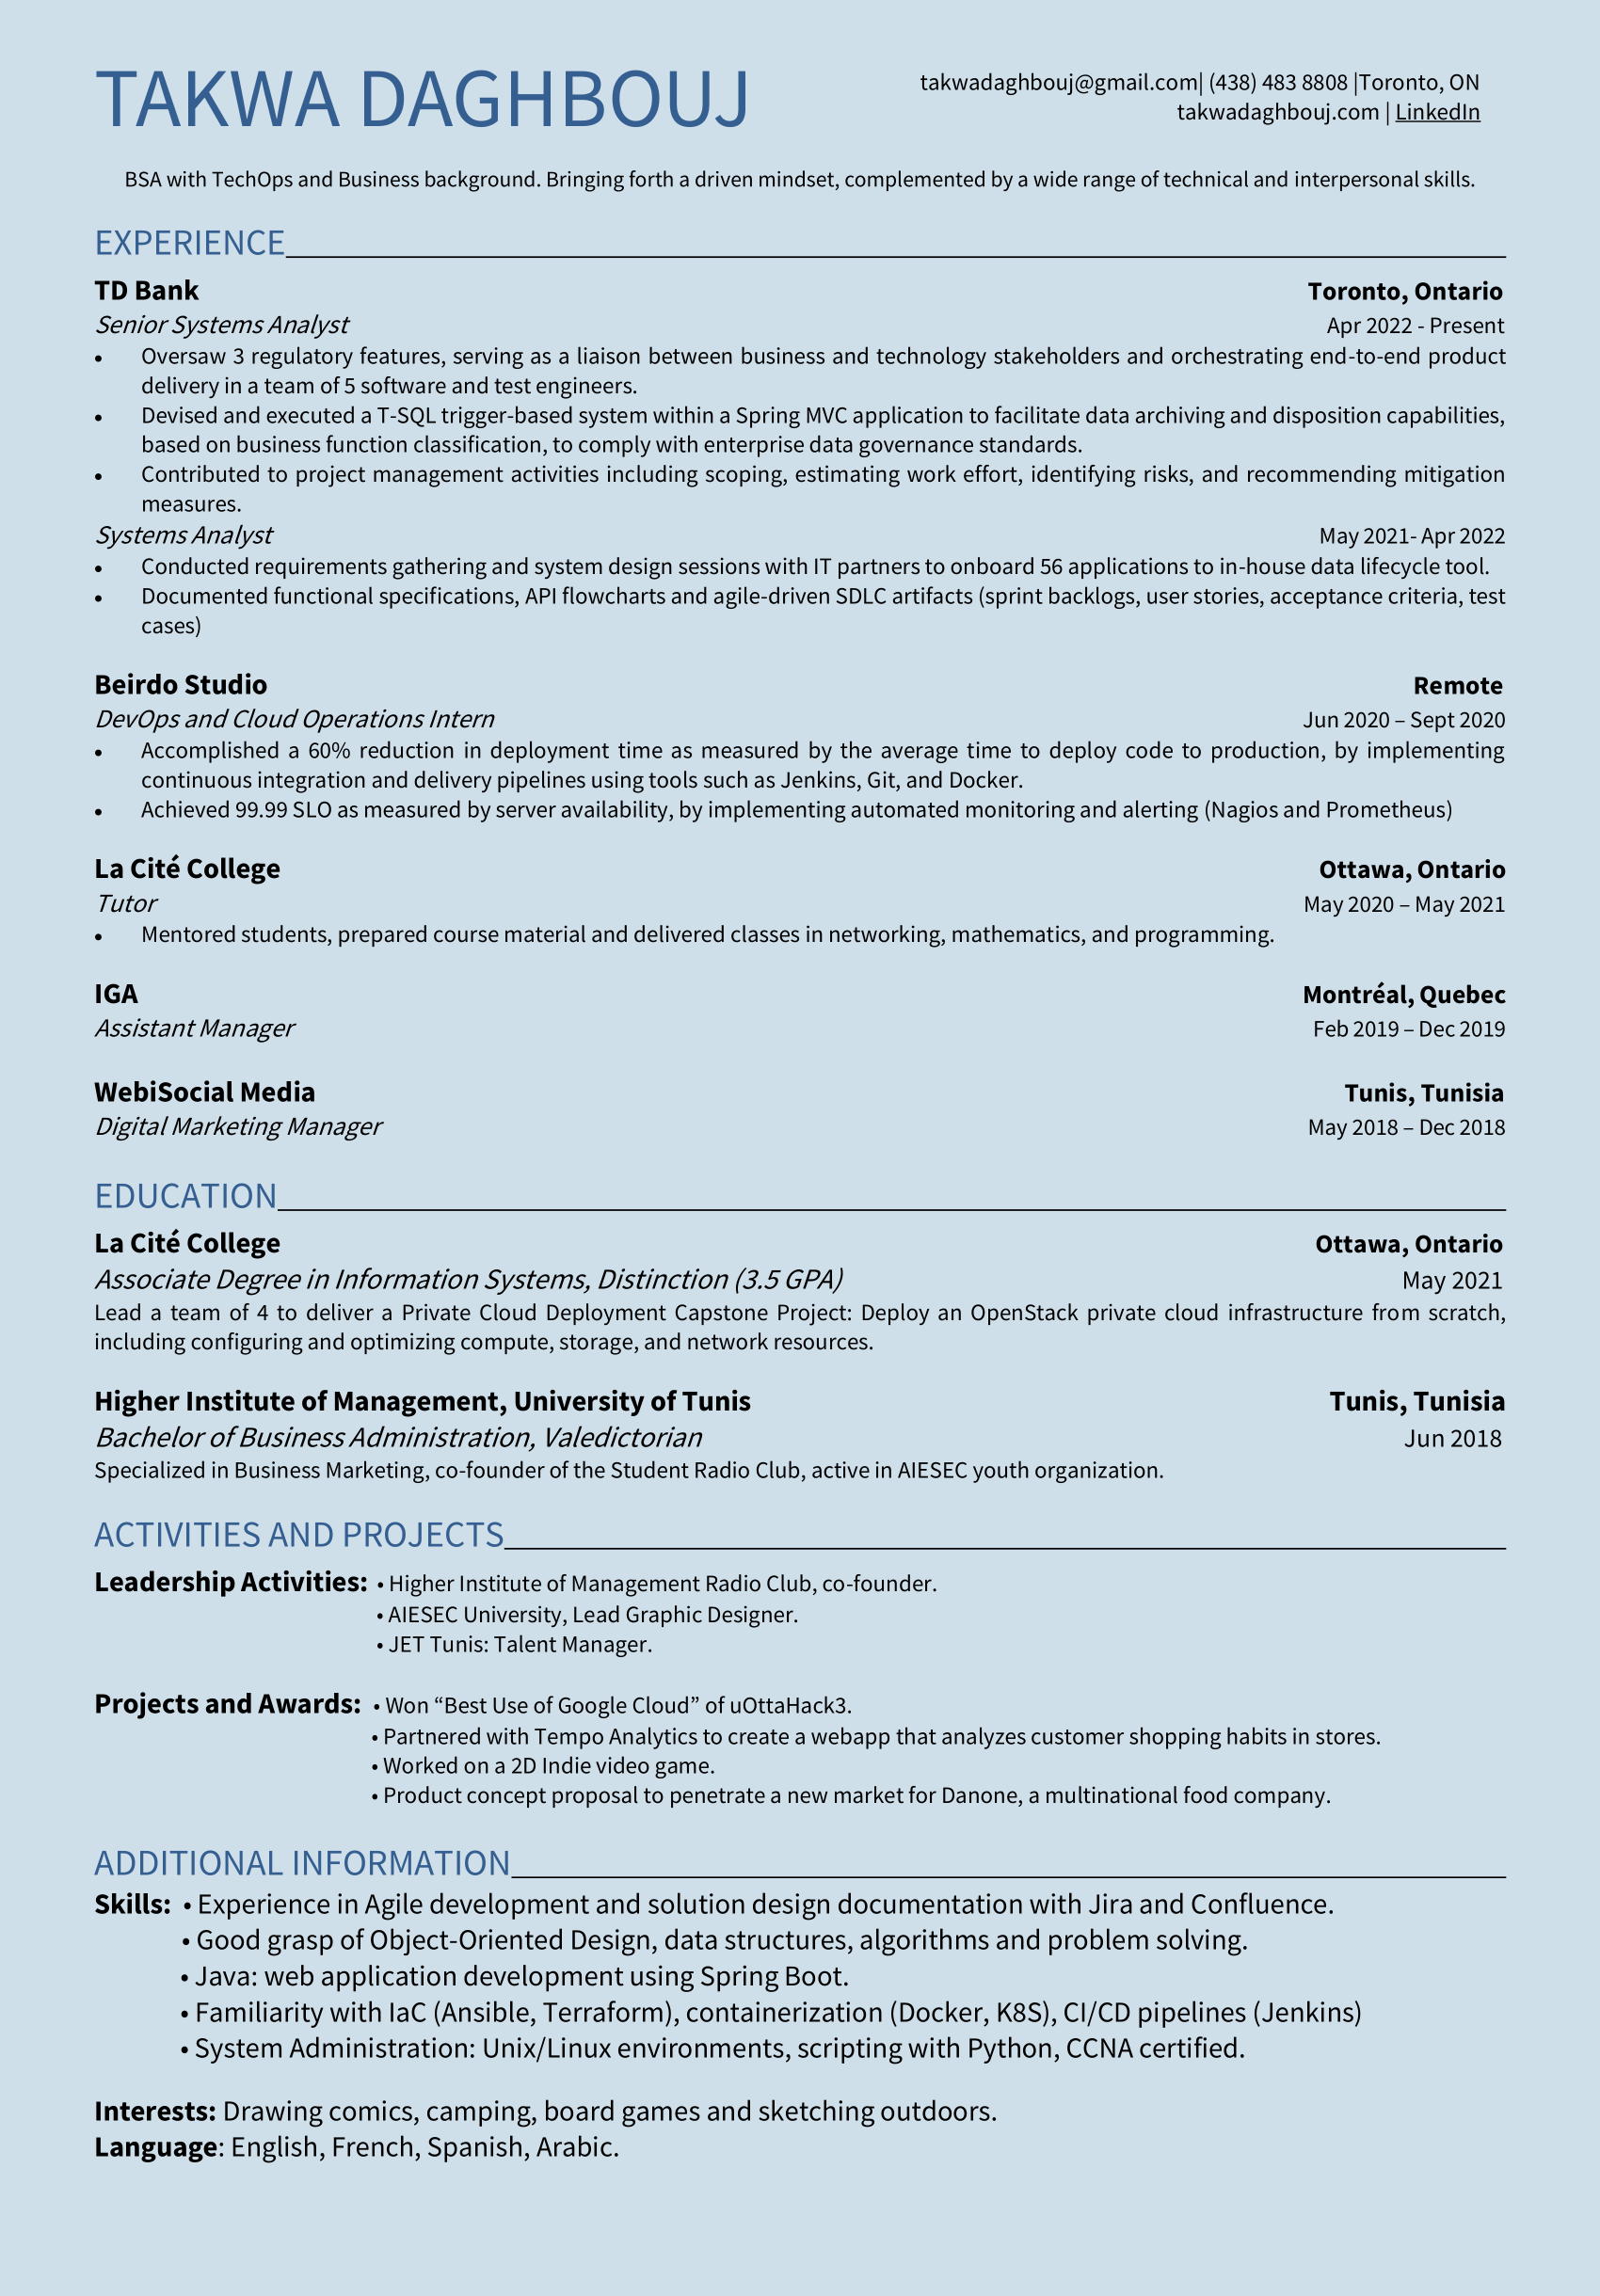 TAKWA DAGHBOUJ
takwadaghbouj@gmail.com| (438) 483 8808 |Toronto, ON
takwadaghbouj.com | LinkedIn
BSA with TechOps and Business background. Bringing forth a driven mindset, complemented by a wide range of technical and interpersonal skills.
EXPERIENCE
TD Bank Toronto, Ontario
Senior Systems Analyst Apr 2022 - Present
• Oversaw 3 regulatory features, serving as a liaison between business and technology stakeholders and orchestrating end-to-end product
delivery in a team of 5 software and test engineers.
• Devised and executed a T-SQL trigger-based system within a Spring MVC application to facilitate data archiving and disposition capabilities,
based on business function classification, to comply with enterprise data governance standards.
• Contributed to project management activities including scoping, estimating work effort, identifying risks, and recommending mitigation
measures.
Systems Analyst May 2021- Apr 2022
• Conducted requirements gathering and system design sessions with IT partners to onboard 56 applications to in-house data lifecycle tool.
• Documented functional specifications, API flowcharts and agile-driven SDLC artifacts (sprint backlogs, user stories, acceptance criteria, test
cases)
Beirdo Studio Remote
DevOps and Cloud Operations Intern Jun 2020 – Sept 2020
• Accomplished a 60% reduction in deployment time as measured by the average time to deploy code to production, by implementing
continuous integration and delivery pipelines using tools such as Jenkins, Git, and Docker.
• Achieved 99.99 SLO as measured by server availability, by implementing automated monitoring and alerting (Nagios and Prometheus)
La Cité College Ottawa, Ontario
Tutor May 2020 – May 2021
• Mentored students, prepared course material and delivered classes in networking, mathematics, and programming.
IGA Montréal, Quebec
Assistant Manager Feb 2019 – Dec 2019
WebiSocial Media Tunis, Tunisia
Digital Marketing Manager May 2018 – Dec 2018
EDUCATION
La Cité College Ottawa, Ontario
Associate Degree in Information Systems, Distinction (3.5 GPA) May 2021
Lead a team of 4 to deliver a Private Cloud Deployment Capstone Project: Deploy an OpenStack private cloud infrastructure from scratch,
including configuring and optimizing compute, storage, and network resources.
Higher Institute of Management, University of Tunis Tunis, Tunisia
Bachelor of Business Administration, Valedictorian Jun 2018
Specialized in Business Marketing, co-founder of the Student Radio Club, active in AIESEC youth organization.
ACTIVITIES AND PROJECTS
Leadership Activities: • Higher Institute of Management Radio Club, co-founder.
• AIESEC University, Lead Graphic Designer.
• JET Tunis: Talent Manager.
Projects and Awards: • Won “Best Use of Google Cloud” of uOttaHack3.
• Partnered with Tempo Analytics to create a webapp that analyzes customer shopping habits in stores.
• Worked on a 2D Indie video game.
• Product concept proposal to penetrate a new market for Danone, a multinational food company.
ADDITIONAL INFORMATION
Skills: • Experience in Agile development and solution design documentation with Jira and Confluence.
• Good grasp of Object-Oriented Design, data structures, algorithms and problem solving.
• Java: web application development using Spring Boot.
• Familiarity with IaC (Ansible, Terraform), containerization (Docker, K8S), CI/CD pipelines (Jenkins)
• System Administration: Unix/Linux environments, scripting with Python, CCNA certified.
Interests: Drawing comics, camping, board games and sketching outdoors.
Language: English, French, Spanish, Arabic.